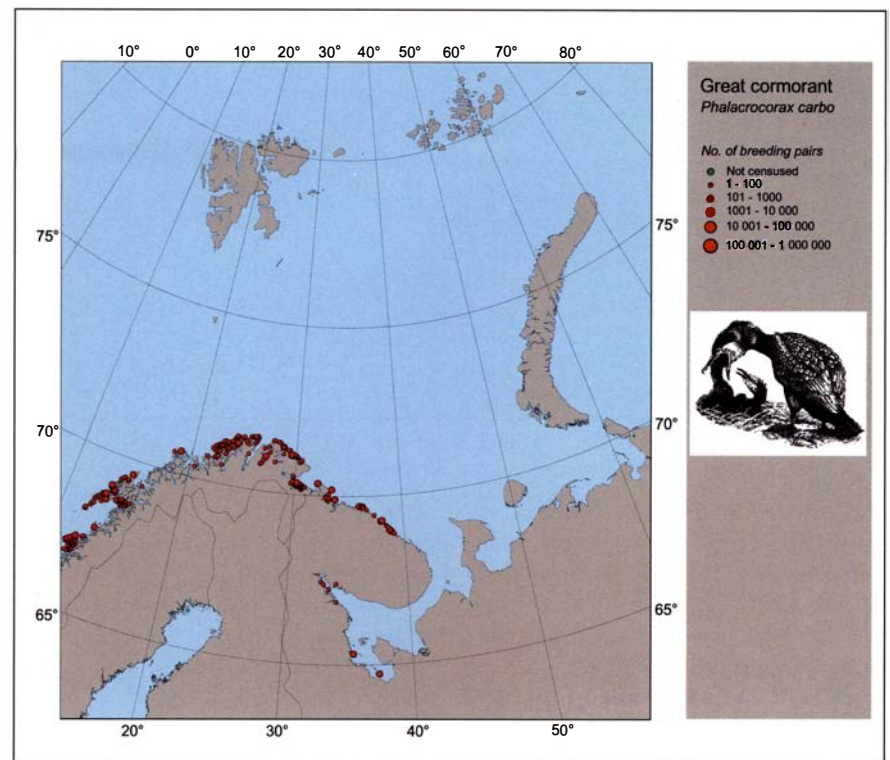 10° 0° 10° 20° 30° 40° 50° 60° 70° 80°
Great cormorant
Phalacrocorax carbo
No. of breeding pairs
Not censused
1 - 100
101 - 1000
1001 - 10 000
10 001 - 100 000
100 001 - 1 000 000
75° 75°
70° 70°
65° 65°
20° 30° 40° 50°